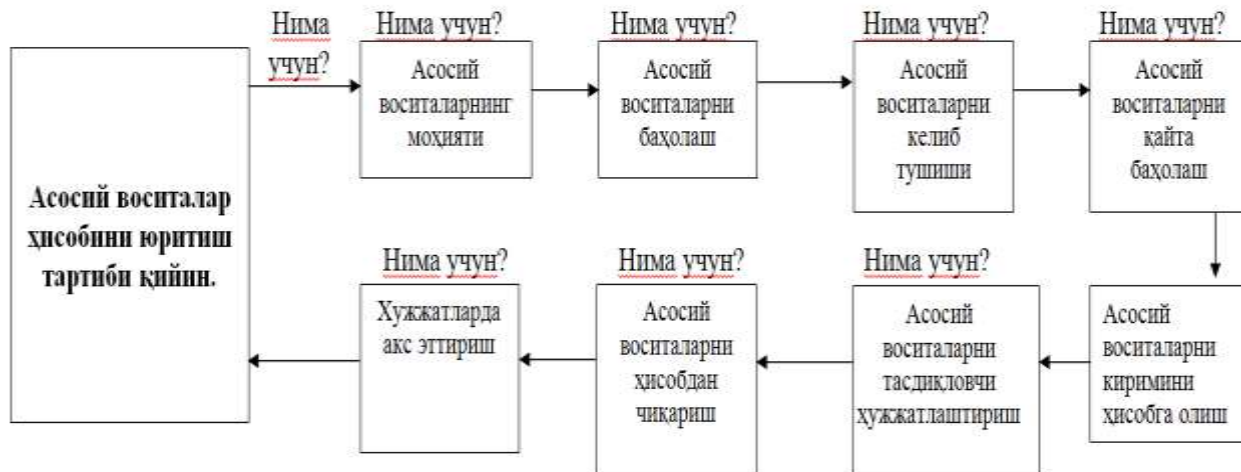 Нима
учун?
Нима учун?
Нима учун?
Нима учун?
Нима учун?
Асосий воситалар
ҳисобини юритиш
тартиби қийин.
Асосий
воситаларнинг
моҳияти
Асосий
воситаларни
баҳолаш
Асосий
воситаларни
келиб
тушиши
Асосий
воситаларни
қайта
баҳолаш
Асосий
воситаларни
киримини
ҳисобга олиш
Нима учун?
Асосий
воситаларни
тасдиқловчи
ҳужжатлаштириш
Нима учун?
Асосий
воситаларни
ҳисобдан
чиқариш
Нима учун?
Хужжатларда
акс эттириш